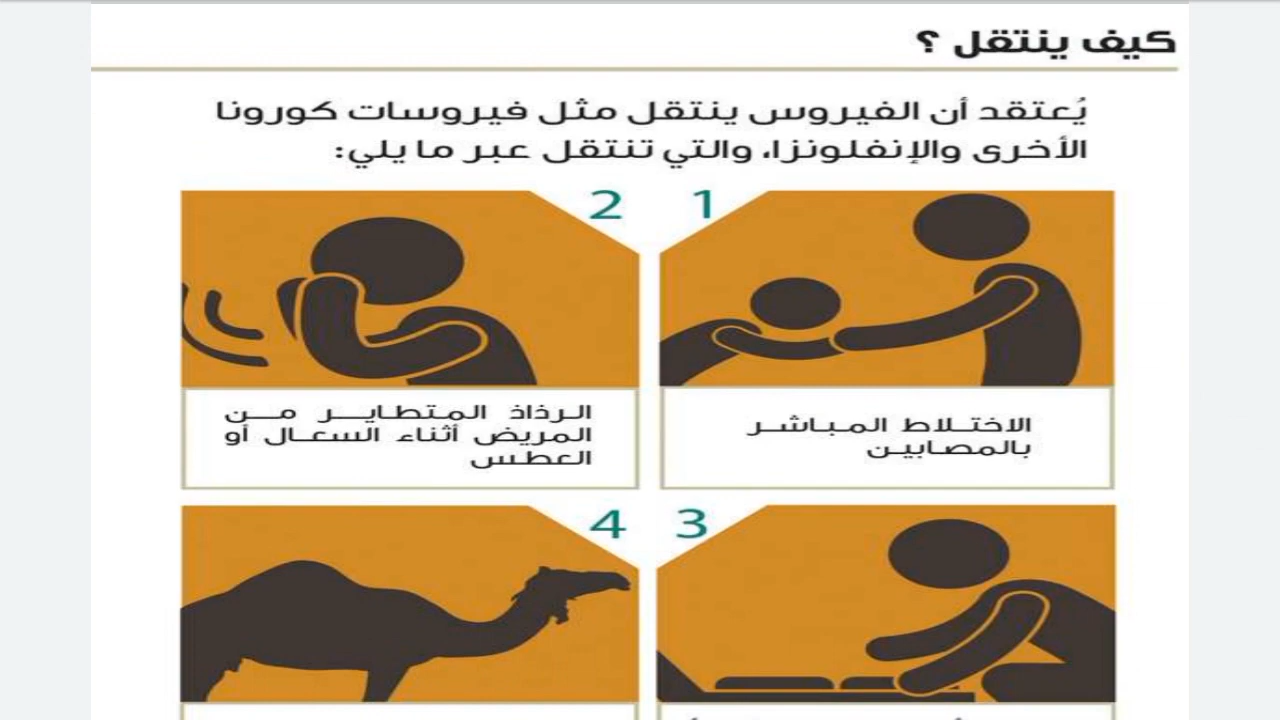 كيف ينتقل ؟
يُعتقد أن الفيروس ينتقل مثل فيروسات كورونا
الأخرى والإنفلونزا، والتي تنتقل عبر ما يلي:
1
الاختلاط المباشر
بالمصابين
2
الرذاذ المتطاير من
المريض أثناء السعال أو
العطس
3
4